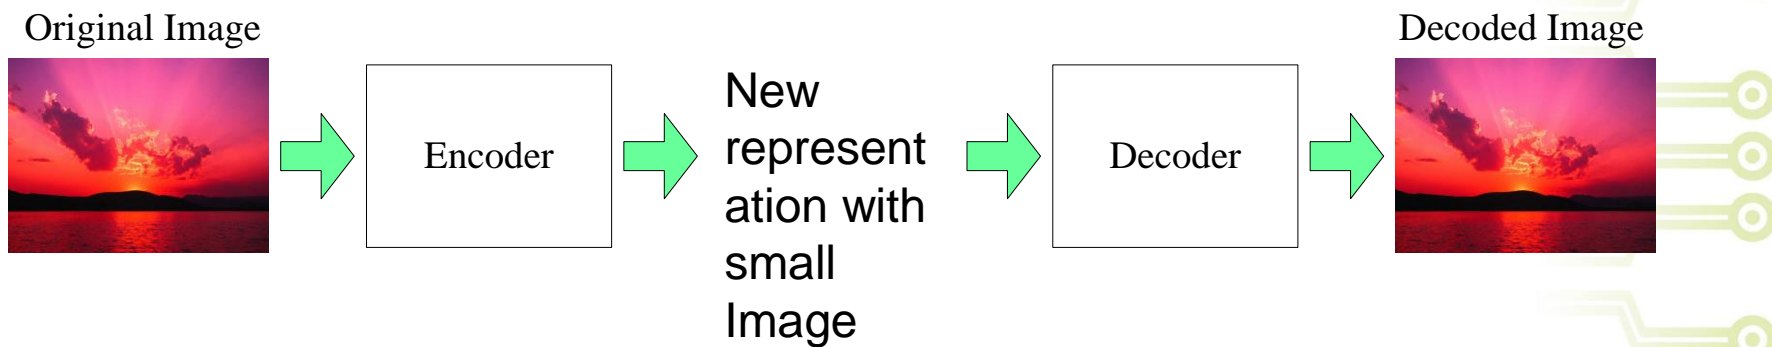 Original Image
Encoder
New
represent
ation with
small
Image
Decoder
Decoded Image